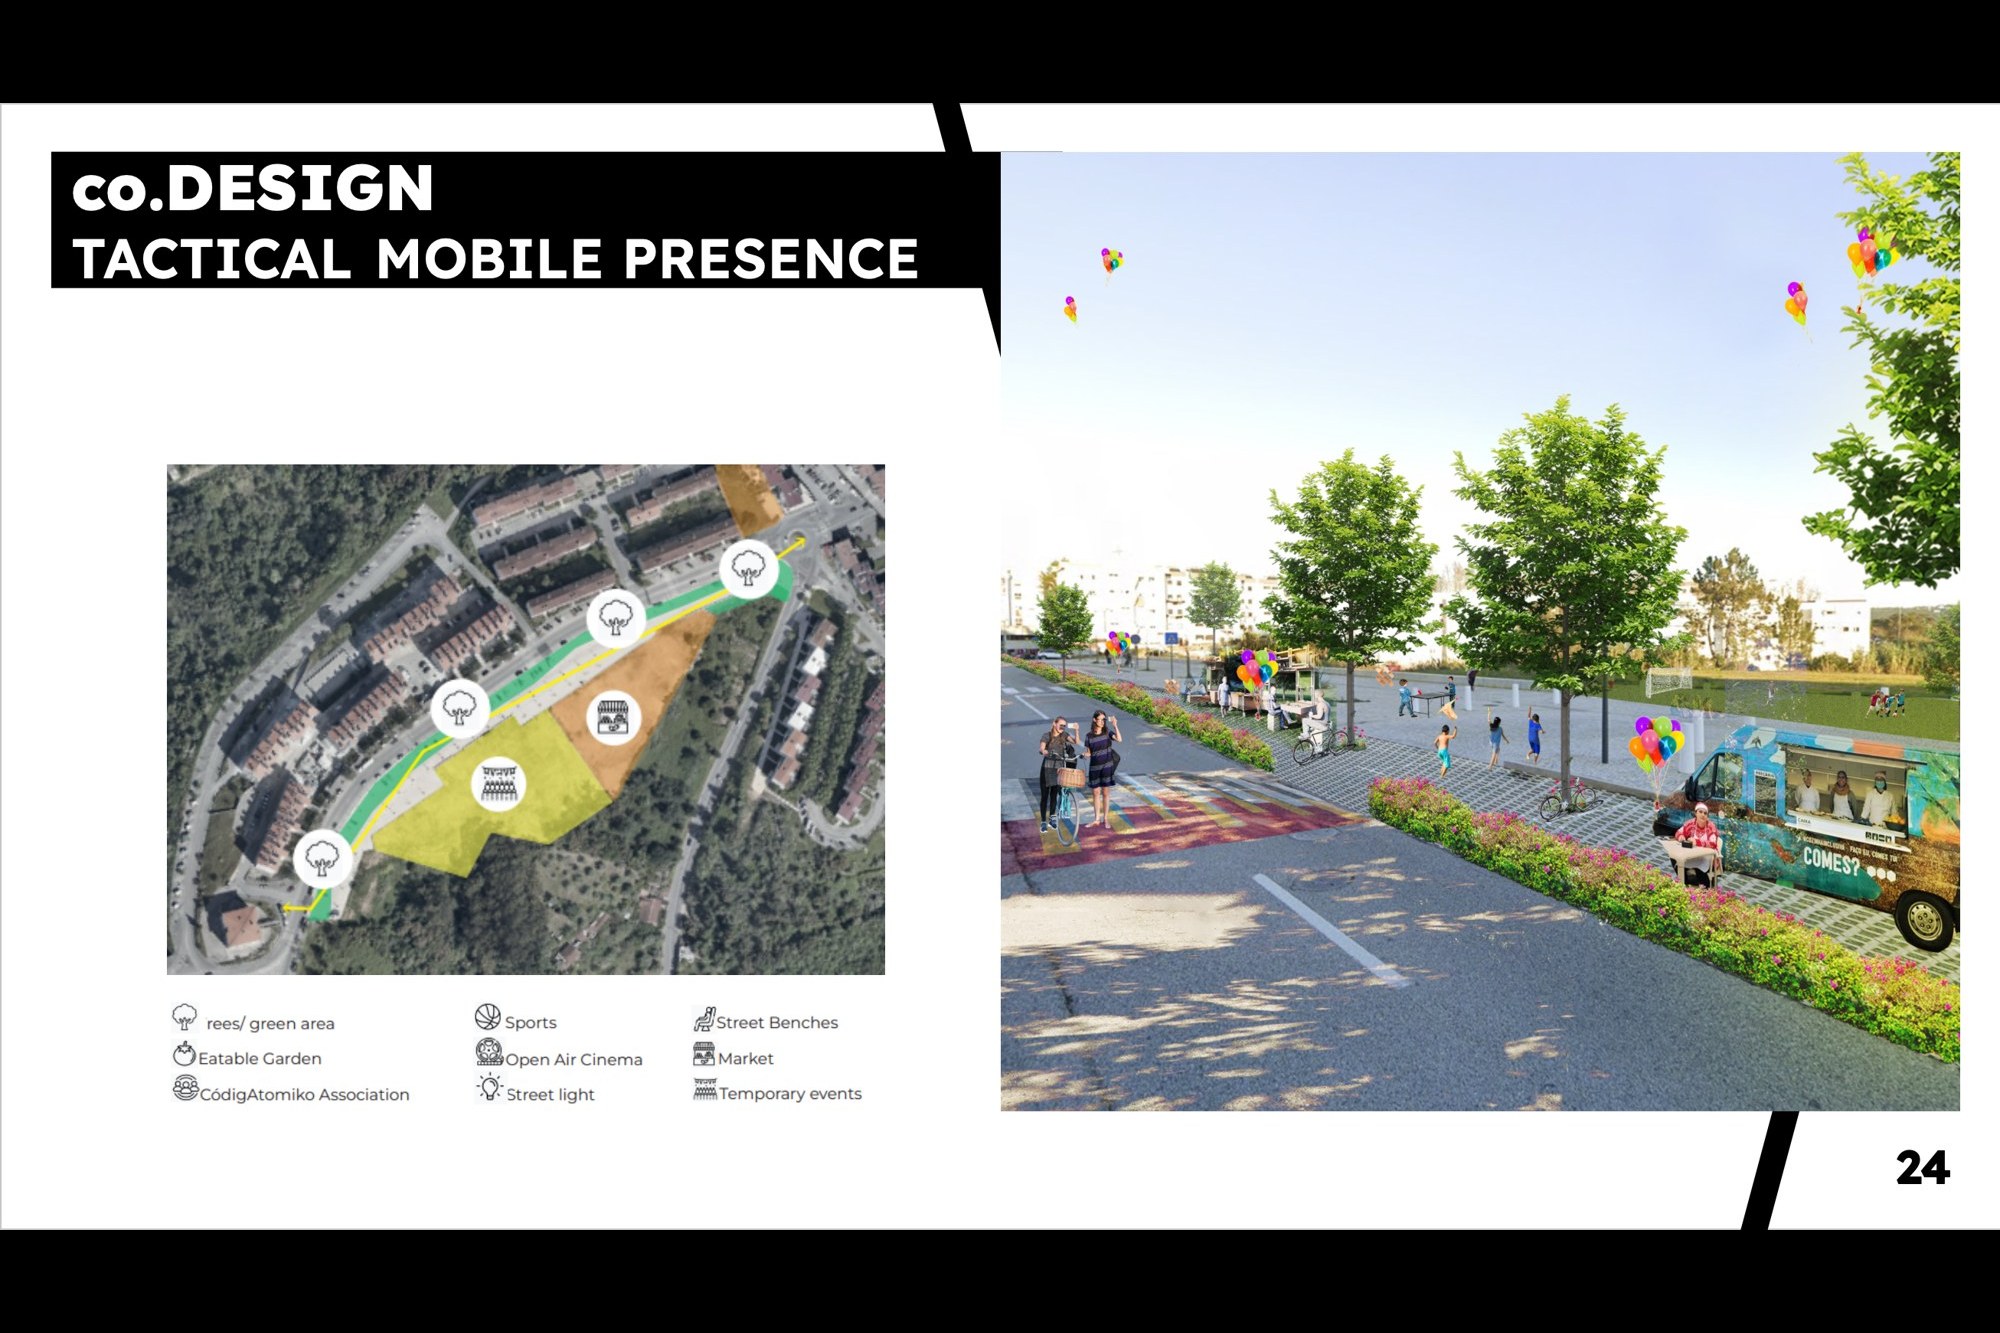 co.DESIGN
TACTICAL MOBILE PRESENCE
rees/ green area
Eatable Garden
CódigAtomiko Association
Sports
Open Air Cinema
Street light
Street Benches
Market
Temporary events
COMES?
24